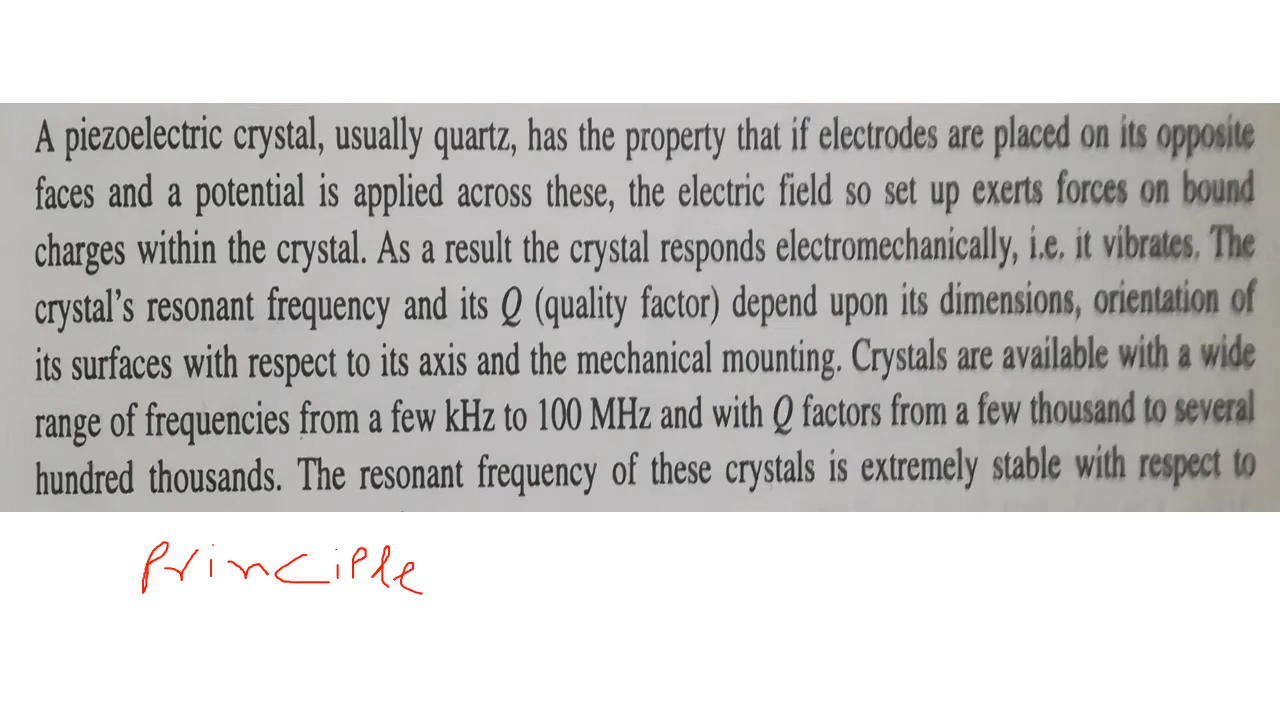 A piezoelectric crystal, usually quartz, has the property that if electrodes are placed on its opposite
faces and a potential is applied across these, the electric field so set up exerts forces on bound
charges within the crystal. As a result the crystal responds electromechanically, i.e. it vibrates. The
crystal's resonant frequency and its Q (quality factor) depend upon its dimensions, orientation of
its surfaces with respect to its axis and the mechanical mounting. Crystals are available with a wide
range of frequencies from a few kHz to 100 MHz and with Q factors from a few thousand to several
hundred thousands. The resonant frequency of these crystals is extremely stable with respect to
Principle